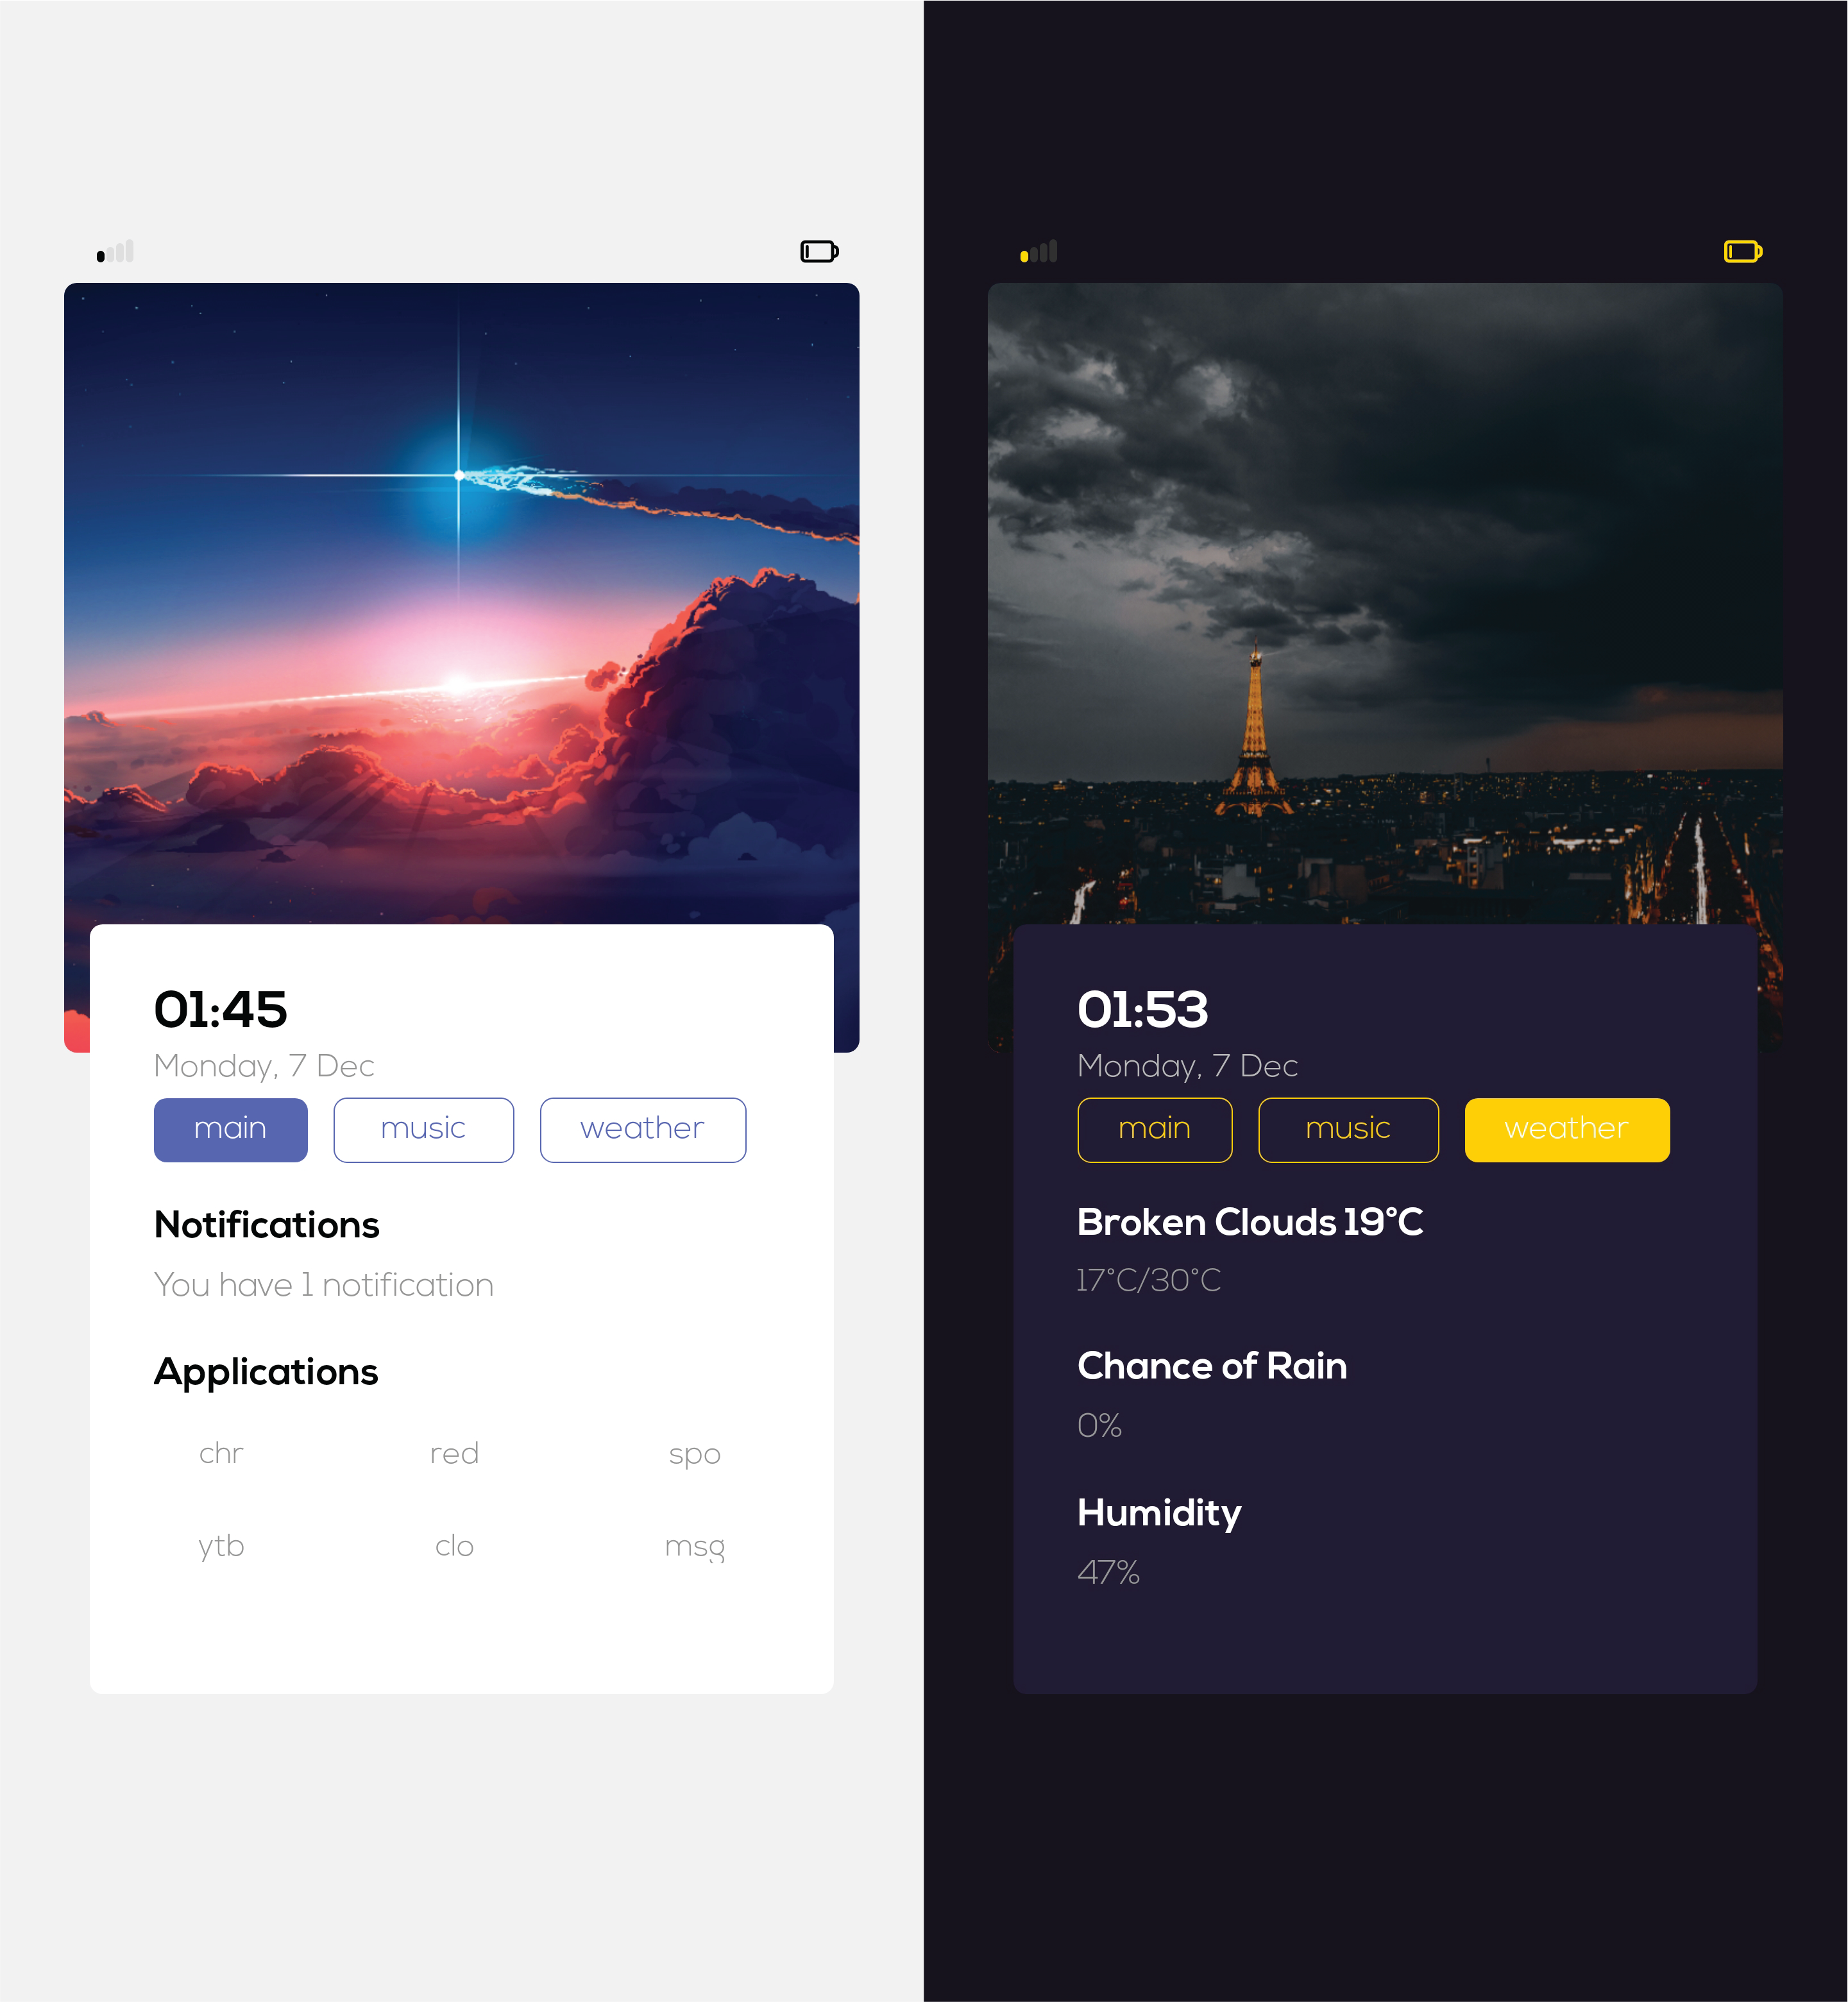 01:45
Monday, 7 Dec
main music weather
Notifications
You have 1 notification
Applications
chr red spo
ytb clo msg
01:53
Monday, 7 Dec
main music weather
Broken Clouds 19°C
17°C/30°C
Chance of Rain
0%
Humidity
47%